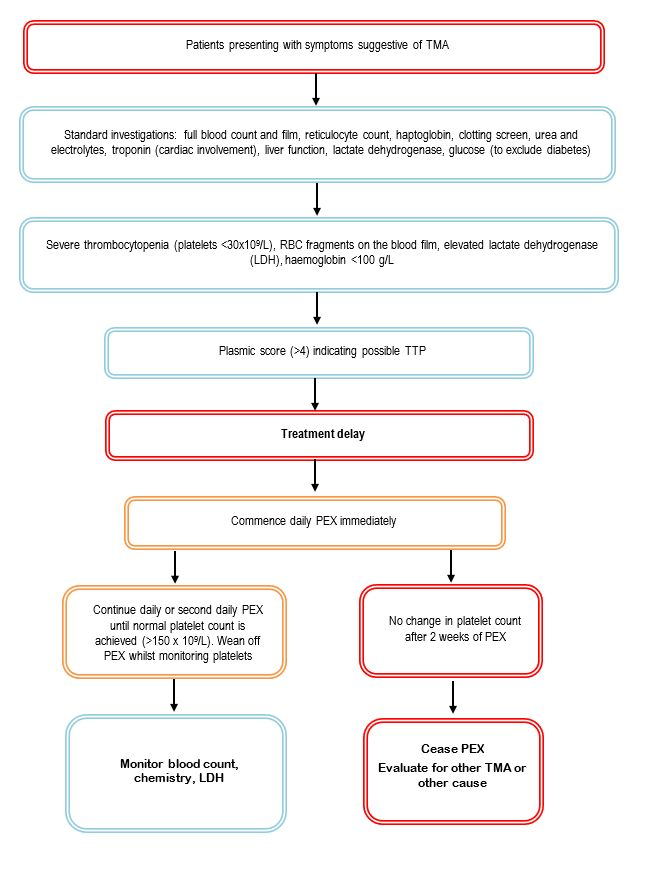 Patients presenting with symptoms suggestive of TMA
Standard investigations: full blood count and film, reticulocyte count, haptoglobin, clotting screen, urea and
electrolytes, troponin (cardiac involvement), liver function, lactate dehydrogenase, glucose (to exclude diabetes)
Severe thrombocytopenia (platelets <30x10⁹/L), RBC fragments on the blood film, elevated lactate dehydrogenase
(LDH), haemoglobin <100 g/L
Plasmic score (>4) indicating possible TTP
Treatment delay
Commence daily PEX immediately
Continue daily or second daily PEX
until normal platelet count is
achieved (>150 x 10⁹/L). Wean off
PEX whilst monitoring platelets
No change in platelet count
after 2 weeks of PEX
Monitor blood count,
chemistry, LDH
Cease PEX
Evaluate for other TMA or
other cause